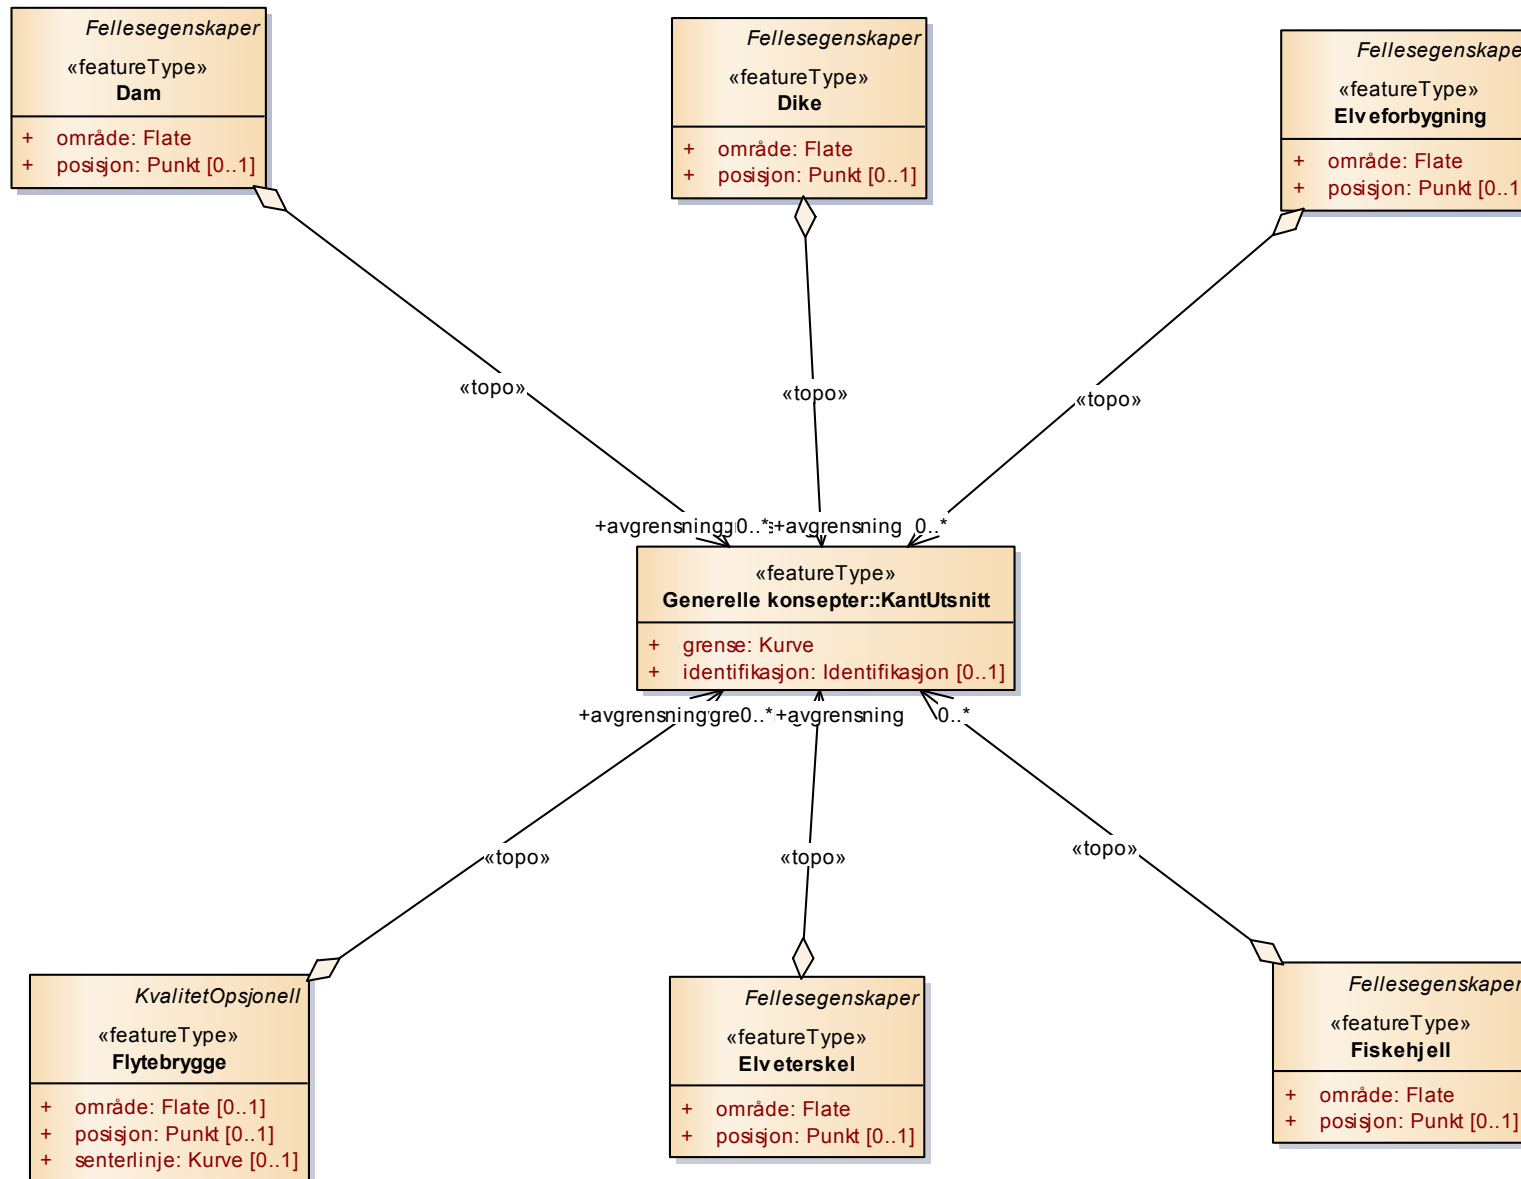 Fellesegenskaper
«featureType»
Dam
+ område: Flate
+ posisjon: Punkt [0..1]
Fellesegenskaper
«featureType»
Dike
+ område: Flate
+ posisjon: Punkt [0..1]
Fellesegenskape
«featureType»
Elveforbygning
+ område: Flate
+ posisjon: Punkt [0..1
«topo»
«topo»
«topo»
+avgrensning 0..* +avgrensning 0..*
«featureType»
Generelle konsepter::KantUtsnitt
+ grense: Kurve
+ identifikasjon: Identifikasjon [0..1]
+avgrensning 0..* +avgrensning 0..*
«topo»
«topo»
«topo»
KvalitetOpsjonell
«featureType»
Flytebrygge
+ område: Flate [0..1]
+ posisjon: Punkt [0..1]
+ senterlinje: Kurve [0..1]
Fellesegenskaper
«featureType»
Elveterskel
+ område: Flate
+ posisjon: Punkt [0..1]
Fellesegenskaper
«featureType»
Fiskehjell
+ område: Flate
+ posisjon: Punkt [0..1]